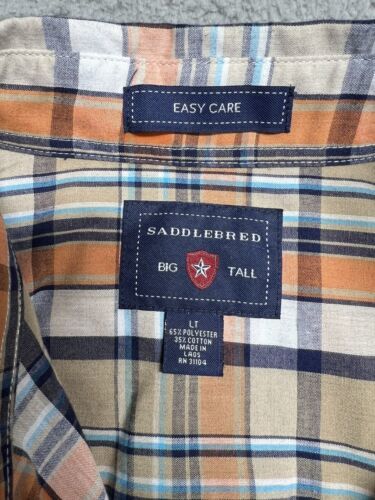 EASY CARE
SADDLEBRED
BIG TALL
LT
65% POLYESTER
35% COTTON
MADE IN
LAOS
RN 31104